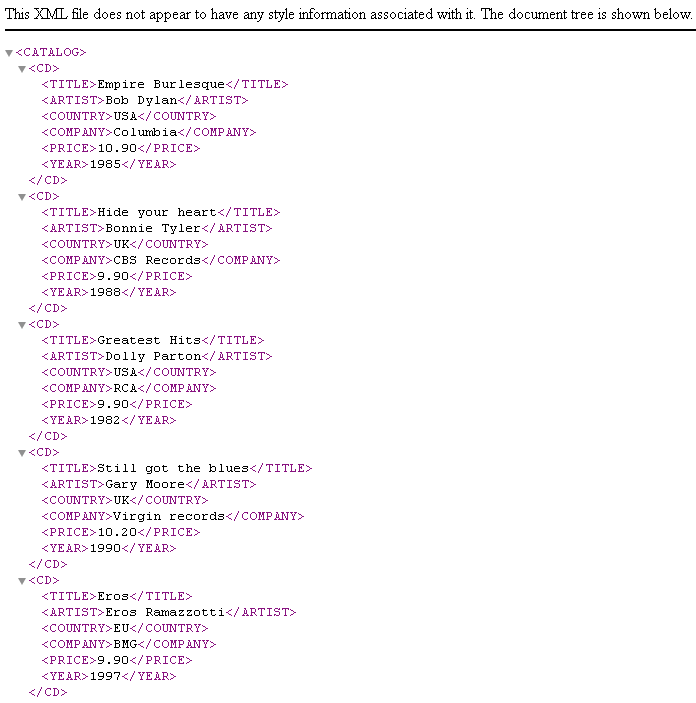 This XML file does not appear to have any style information associated with it. The document tree is shown below.
<CATALOG>
<CD>
<TITLE>Empire Burlesque</TITLE>
<ARTIST>Bob Dylan</ARTIST>
<COUNTRY>USA</COUNTRY>
<COMPANY>Columbia</COMPANY>
<PRICE>10.90</PRICE>
<YEAR>1985</YEAR>
</CD>
<CD>
<TITLE>Hide your heart</TITLE>
<ARTIST>Bonnie Tyler</ARTIST>
<COUNTRY>UK</COUNTRY>
<COMPANY>CBS Records</COMPANY>
<PRICE>9.90</PRICE>
<YEAR>1988</YEAR>
</CD>
<CD>
<TITLE>Greatest Hits</TITLE>
<ARTIST>Dolly Parton</ARTIST>
<COUNTRY>USA</COUNTRY>
<COMPANY>RCA</COMPANY>
<PRICE>9.90</PRICE>
<YEAR>1982</YEAR>
</CD>
<CD>
<TITLE>Still got the blues</TITLE>
<ARTIST>Gary Moore</ARTIST>
<COUNTRY>UK</COUNTRY>
<COMPANY>Virgin records</COMPANY>
<PRICE>10.20</PRICE>
<YEAR>1990</YEAR>
</CD>
<CD>
<TITLE>Eros</TITLE>
<ARTIST>Eros Ramazzotti</ARTIST>
<COUNTRY>EU</COUNTRY>
<COMPANY>BMG</COMPANY>
<PRICE>9.90</PRICE>
<YEAR>1997</YEAR>
</CD>